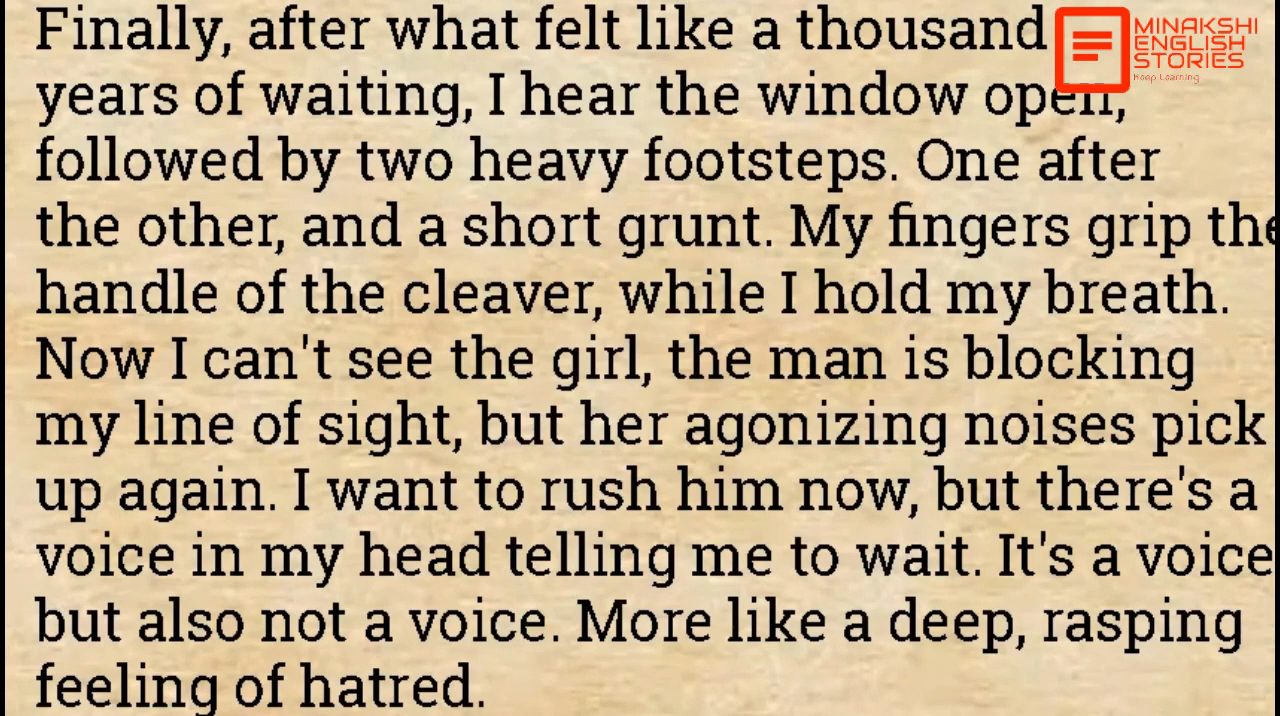 Finally, after what felt like a thousand
years of waiting, I hear the window open,
followed by two heavy footsteps. One after
the other, and a short grunt. My fingers grip the
handle of the cleaver, while I hold my breath.
Now I can't see the girl, the man is blocking
my line of sight, but her agonizing noises pick
up again. I want to rush him now, but there's a
voice in my head telling me to wait. It's a voice
but also not a voice. More like a deep, rasping
feeling of hatred.
MINAKSHI
ENGLISH
STORIES
Keep Learning